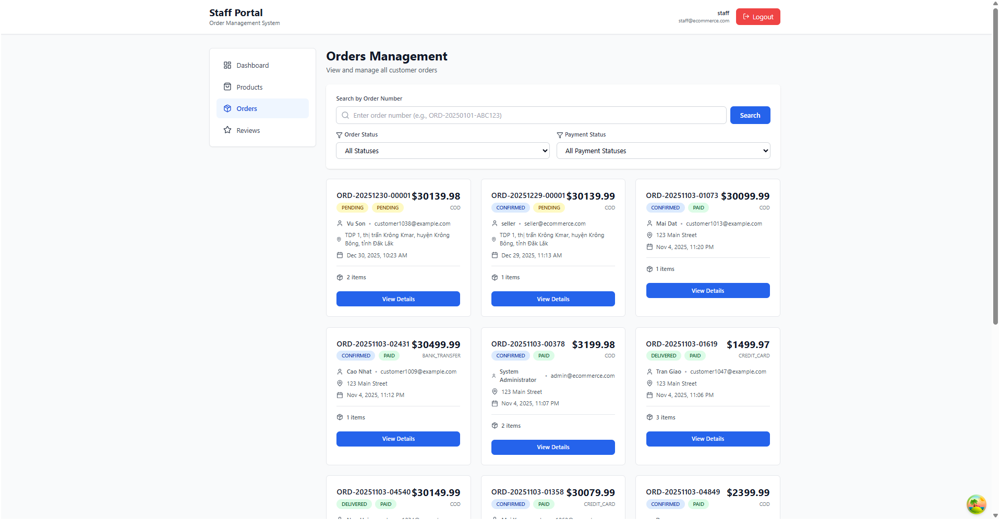 Staff Portal
Order Management System
staff
staff@ecommerce.com
Logout
Dashboard
Products
Orders
Reviews
Orders Management
View and manage all customer orders
Search by Order Number
Enter order number (e.g., ORD-20250101-ABC123)
Search
Order Status
Payment Status
All Statuses
All Payment Statuses
ORD-20251230-00001 $30139.98
PENDING PENDING COD
Vu Son • customer1038@example.com
TDP 1, thị trấn Krông Kmar, huyện Krông
Bông, tỉnh Đăk Lăk
Dec 30, 2025, 10:23 AM
2 items
View Details
ORD-20251229-00001 $30139.99
CONFIRMED PENDING COD
seller • seller@ecommerce.com
TDP 1, thị trấn Krông Kmar, huyện Krông
Bông, tỉnh Đăk Lăk
Dec 29, 2025, 11:13 AM
1 items
View Details
ORD-20251103-01073 $30099.99
CONFIRMED PAID COD
Mai Dat • customer1013@example.com
123 Main Street
Nov 4, 2025, 11:20 PM
1 items
View Details
ORD-20251103-02431 $30499.99
CONFIRMED PAID BANK_TRANSFER
Cao Nhat • customer1009@example.com
123 Main Street
Nov 4, 2025, 11:12 PM
1 items
View Details
ORD-20251103-00378 $3199.98
CONFIRMED PAID COD
System
Administrator • admin@ecommerce.com
123 Main Street
Nov 4, 2025, 11:07 PM
2 items
View Details
ORD-20251103-01619 $1499.97
DELIVERED PAID CREDIT_CARD
Tran Giao • customer1047@example.com
123 Main Street
Nov 4, 2025, 11:06 PM
3 items
View Details
ORD-20251103-04540 $30149.99
DELIVERED PAID COD
ORD-20251103-01358 $30079.99
CONFIRMED PAID CREDIT_CARD
ORD-20251103-04849 $2399.99
CONFIRMED PAID COD